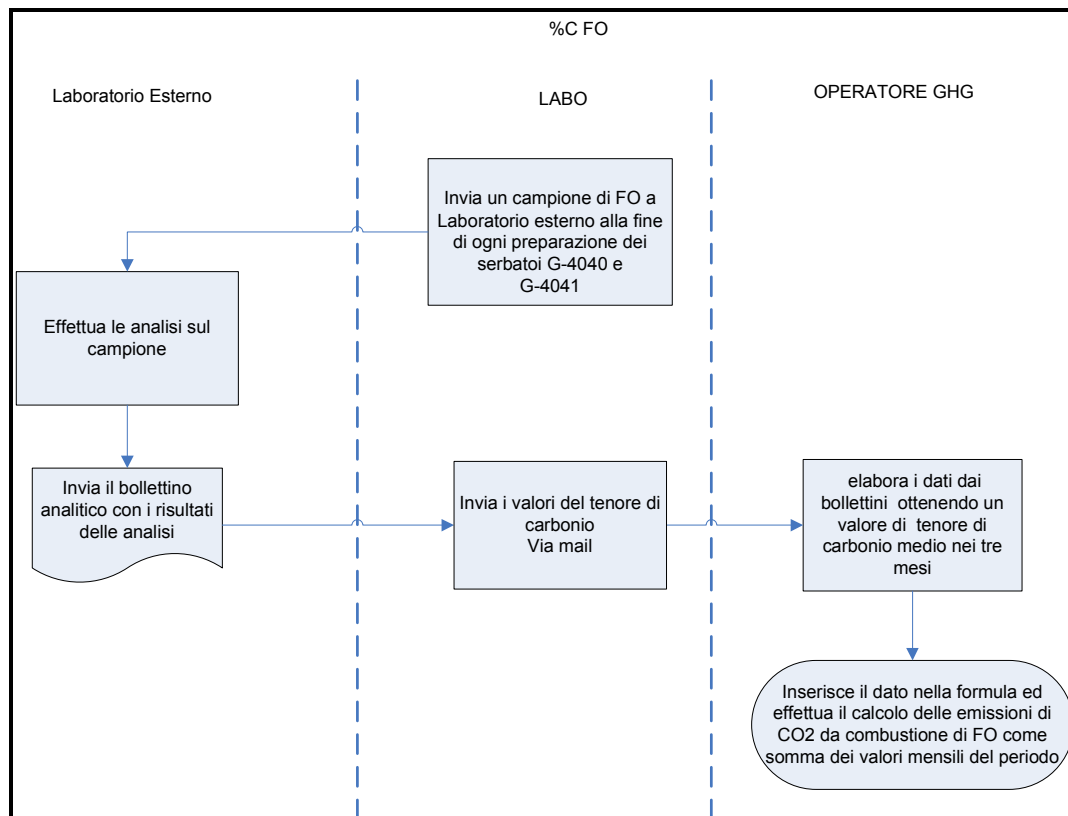 %C FO
Laboratorio Esterno
LABO
OPERATORE GHG
Invia un campione di FO a
Laboratorio esterno alla fine
di ogni preparazione dei
serbatoi G-4040 e
G-4041
Effettua le analisi sul
campione
Invia il bollettino
analitico con i risultati
delle analisi
Invia i valori del tenore di
carbonio
Via mail
elabora i dati dai
bollettini ottenendo un
valore di tenore di
carbonio medio nei tre
mesi
Inserisce il dato nella formula ed
effettua il calcolo delle emissioni di
CO2 da combustione di FO come
somma dei valori mensili del periodo